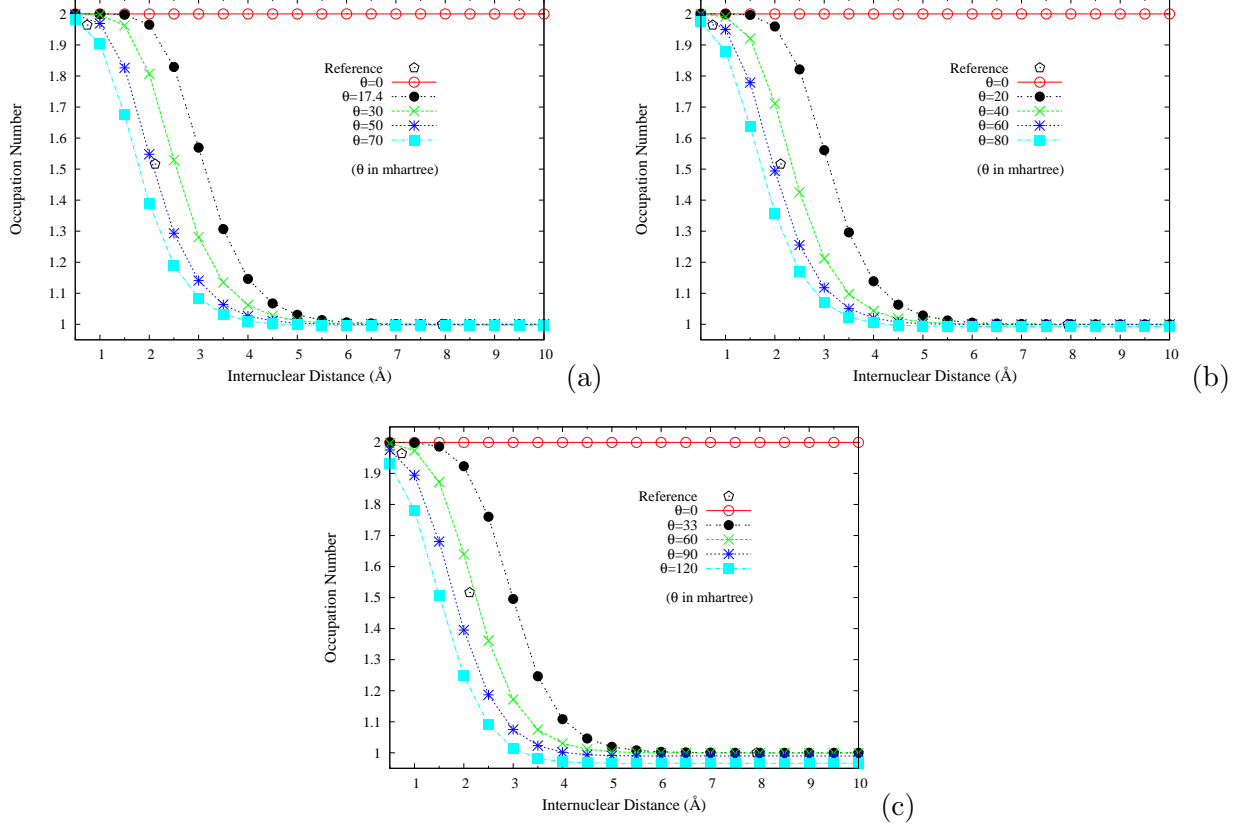 2
1.9
1.8
1.7
1.6
1.5
1.4
1.3
1.2
1.1
1
Occupation Number
Reference
θ=0
θ=17.4
θ=30
θ=50
θ=70
(θ in mhartree)
1 2 3 4 5 6 7 8 9 10
Internuclear Distance (Å)
(a)
2
1.9
1.8
1.7
1.6
1.5
1.4
1.3
1.2
1.1
1
Occupation Number
Reference
θ=0
θ=20
θ=40
θ=60
θ=80
(θ in mhartree)
1 2 3 4 5 6 7 8 9 10
Internuclear Distance (Å)
(b)
2
1.9
1.8
1.7
1.6
1.5
1.4
1.3
1.2
1.1
1
Occupation Number
Reference
θ=0
θ=33
θ=60
θ=90
θ=120
(θ in mhartree)
1 2 3 4 5 6 7 8 9 10
Internuclear Distance (Å)
(c)